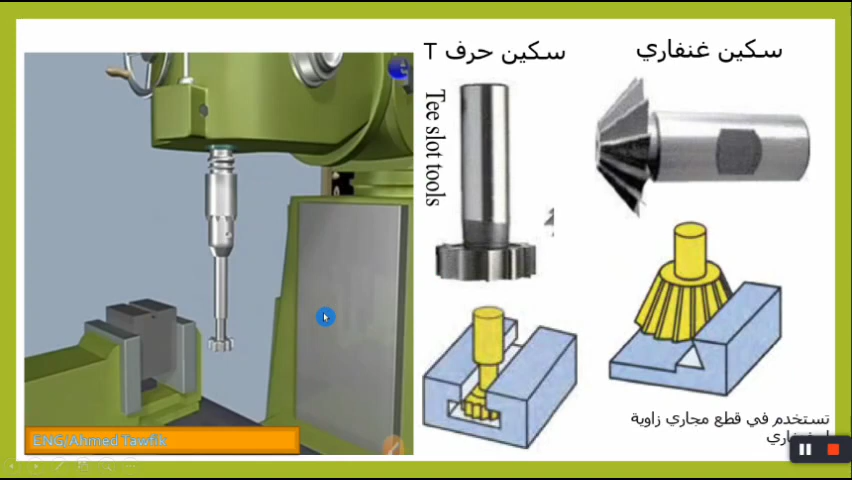 سكين غنفاري
سكين حرف T
Tee slot tools
تستخدم في قطع مجاري زاوية
ENG/Ahmed Tawfik